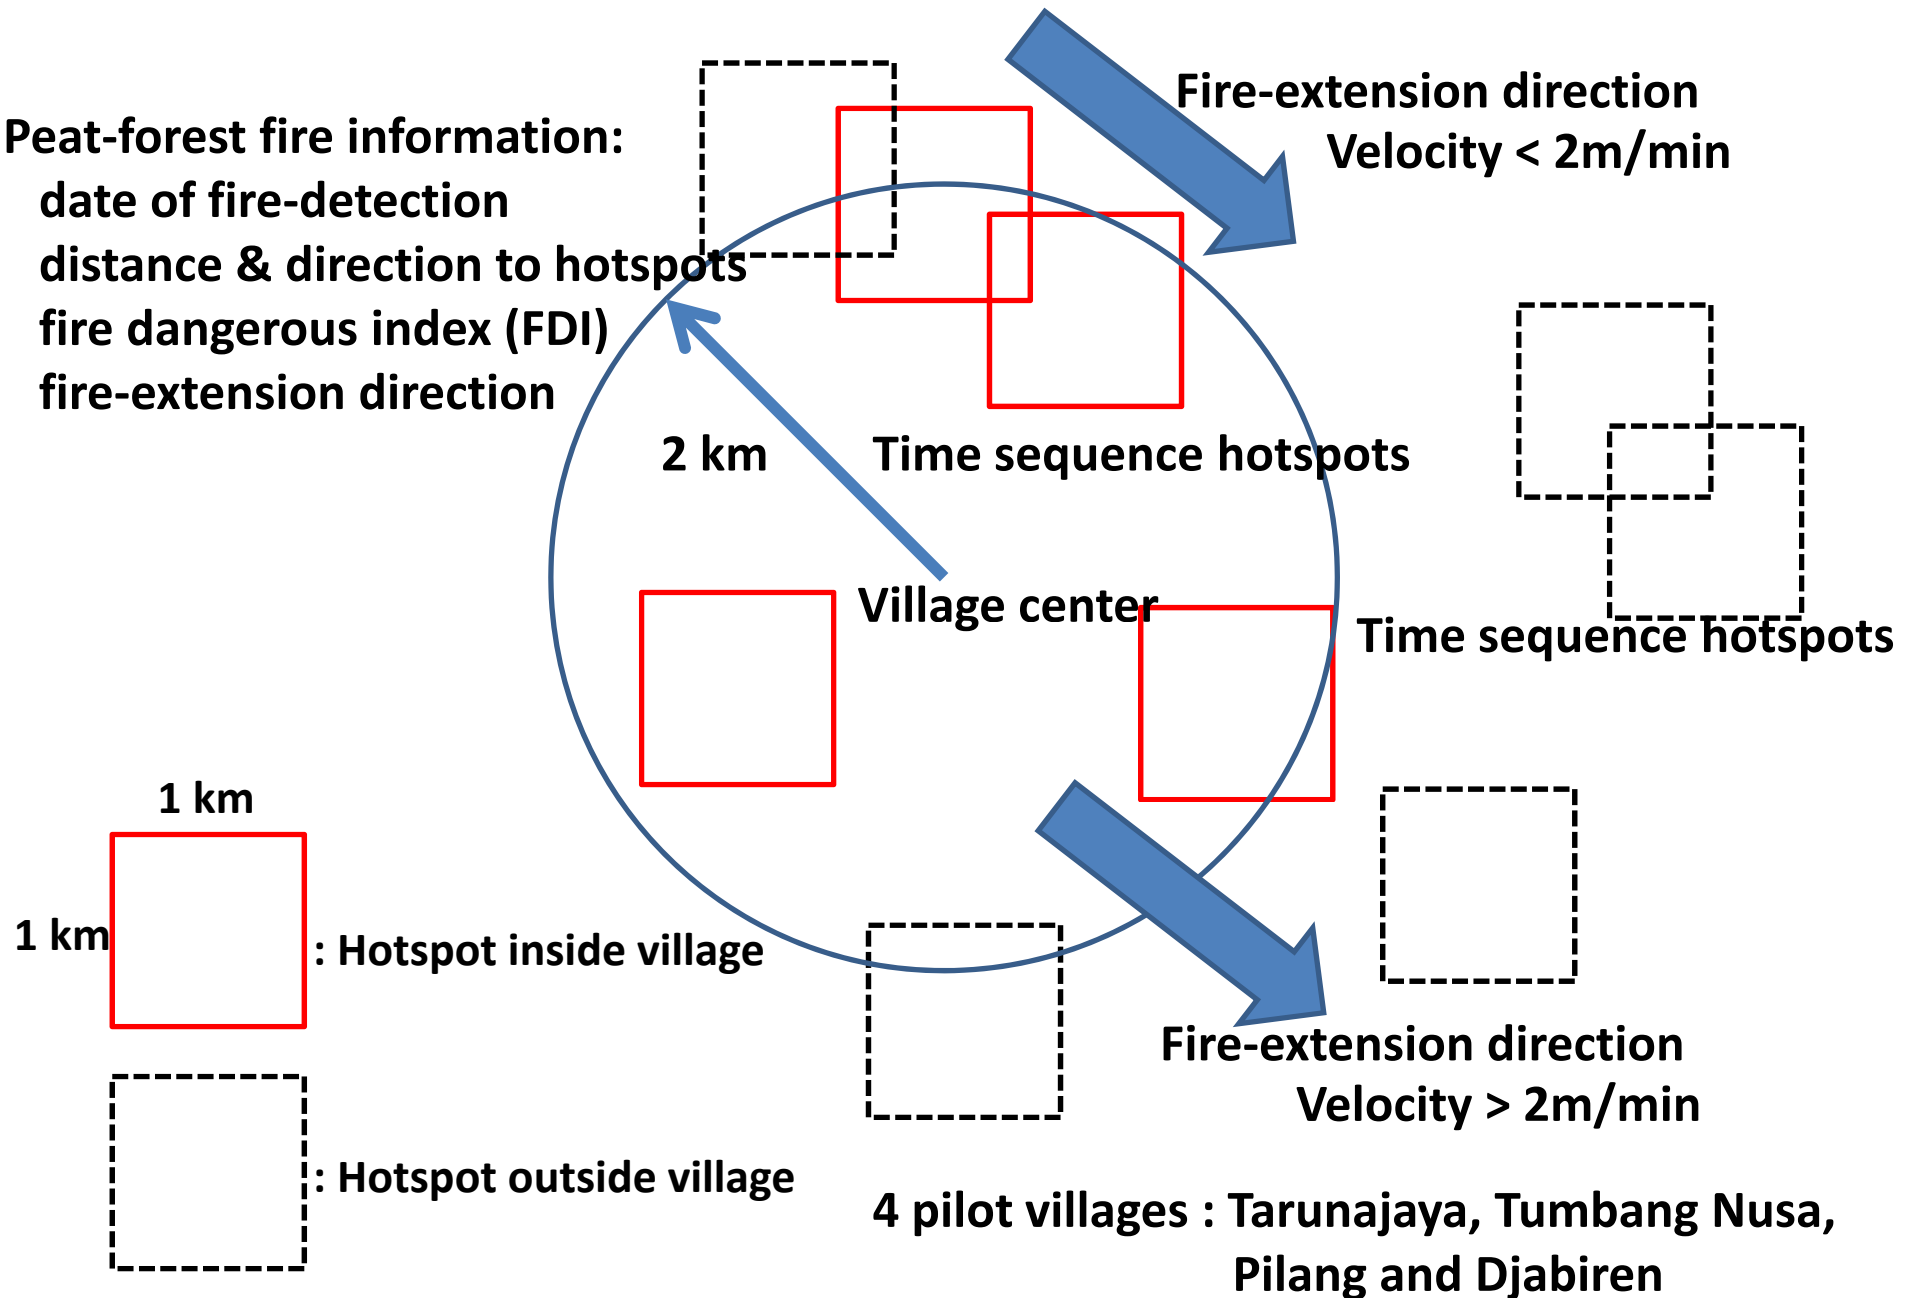 Peat-forest fire information:
date of fire-detection
distance & direction to hotspots
fire dangerous index (FDI)
fire-extension direction
Fire-extension direction
Velocity < 2m/min
2 km
Time sequence hotspots
Village center
Time sequence hotspots
1 km
1 km
: Hotspot inside village
: Hotspot outside village
Fire-extension direction
Velocity > 2m/min
4 pilot villages : Tarunajaya, Tumbang Nusa,
Pilang and Djabiren